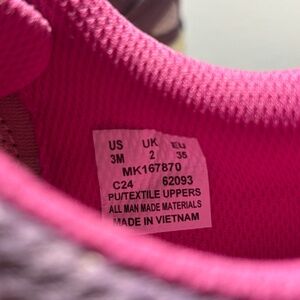 US UK EU
3M 2 35
MK167870
C24 62093
PU/TEXTILE UPPERS
ALL MAN MADE MATERIALS
MADE IN VIETNAM